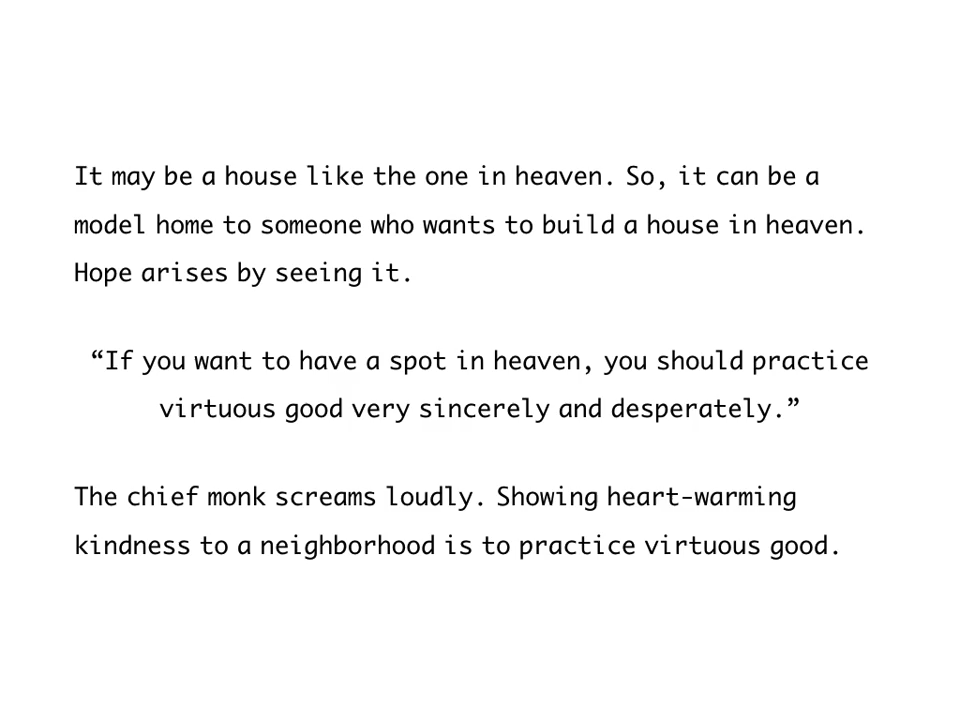 It may be a house like the one in heaven. So, it can be a
model home to someone who wants to build a house in heaven.
Hope arises by seeing it.
“If you want to have a spot in heaven, you should practice
virtuous good very sincerely and desperately.”
The chief monk screams loudly. Showing heart-warming
kindness to a neighborhood is to practice virtuous good.